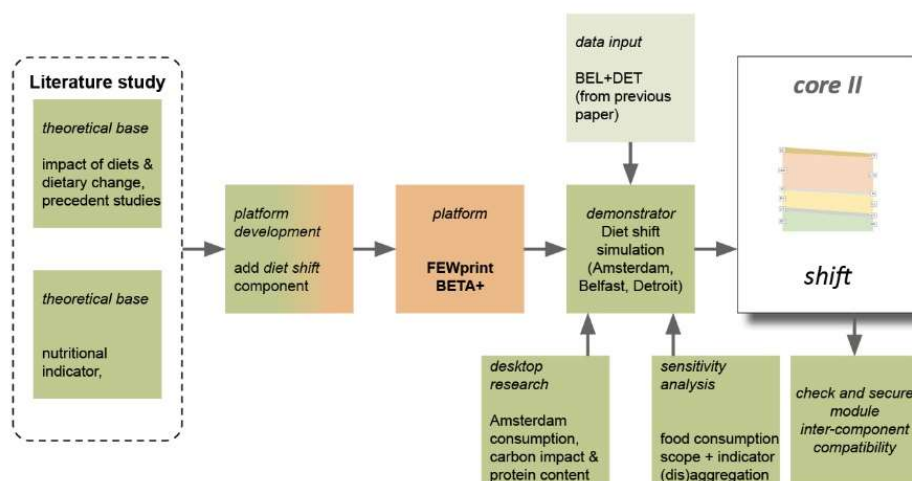 Literature study
theoretical base
impact of diets &
dietary change,
precedent studies
theoretical base
nutritional
indicator,
platform
development
add diet shift
component
platform
FEWprint
BETA+
data input
BEL+DET
(from previous
paper)
demonstrator
Diet shift
simulation
(Amsterdam,
Belfast, Detroit)
desktop
research
Amsterdam
consumption,
carbon impact &
protein content
sensitivity
analysis
food consumption
scope + indicator
(dis)aggregation
core II
shift
check and secure
module
inter-component
compatibility